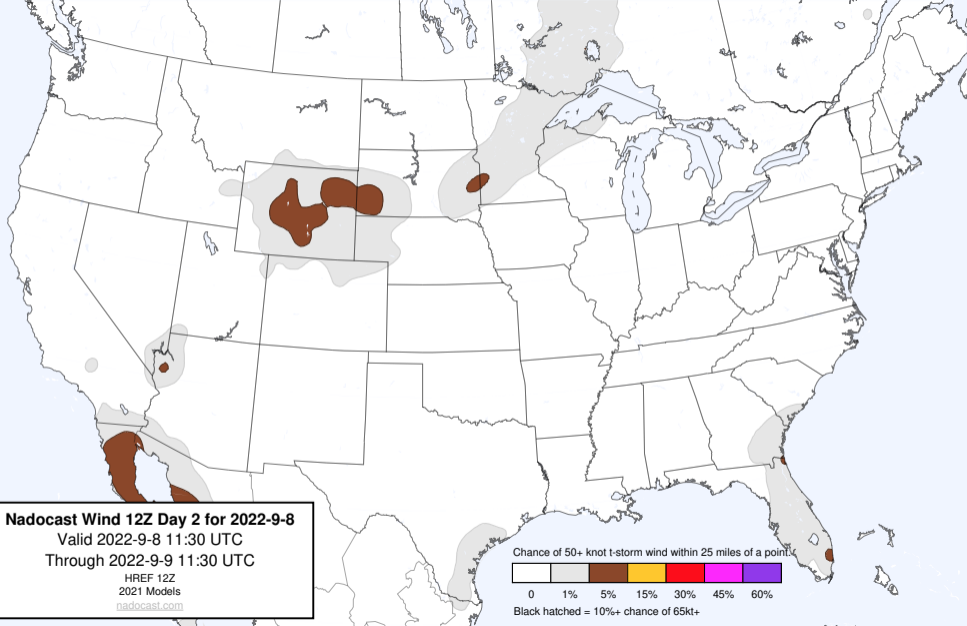 Nadocast Wind 12Z Day 2 for 2022-9-8
Valid 2022-9-8 11:30 UTC
Through 2022-9-9 11:30 UTC
HREF 12Z
2021 Models
nadocast.com
Chance of 50+ knot t-storm wind within 25 miles of a point.
0 1% 5% 15% 30% 45% 60%
Black hatched = 10%+ chance of 65kt+